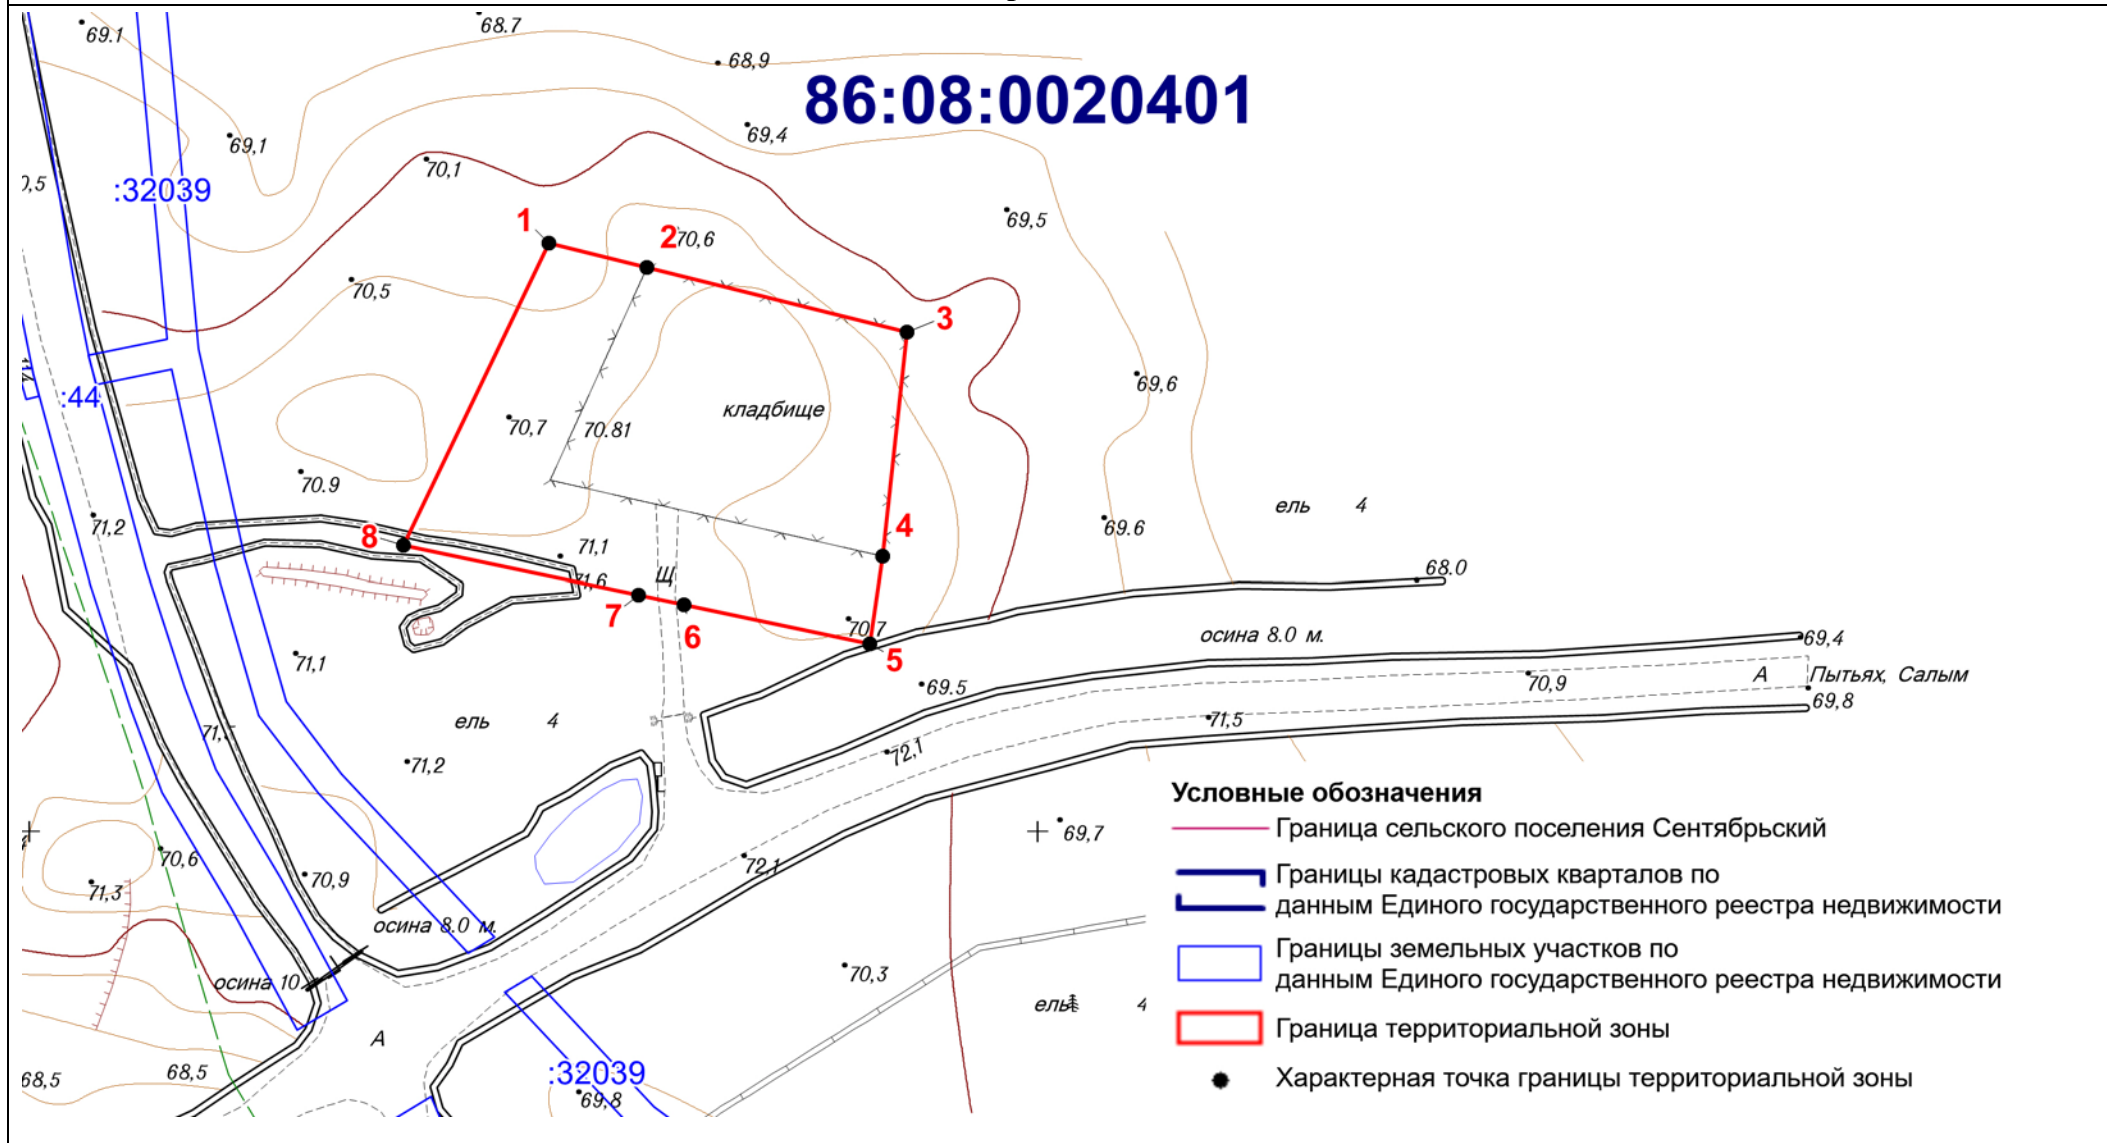 69.1
68.7
68,9
86:08:0020401
69,1
69,4
70,1
:32039
69,5
1
2
70,6
70,5
3
69,6
:44
кладбище
70,7
70.81
70.9
ель 4
71,2
4
69.6
8
71,1
68.0
71,6
Щ
7
6
70,7
осина 8.0 м.
69,4
5
71,1
А
Пытьях, Салым
69.5
70,9
69,8
ель 4
71,5
72,1
71,2
Условные обозначения
Граница сельского поселения Сентябрьский
69,7
70,6
72,1
Границы кадастровых кварталов по
данным Единого государственного реестра недвижимости
70,9
71,3
осина 8.0 м.
Границы земельных участков по
данным Единого государственного реестра недвижимости
70,3
осина 10
ель 4
Граница территориальной зоны
А
68,5
68,5
:32039
Характерная точка границы территориальной зоны
69,8